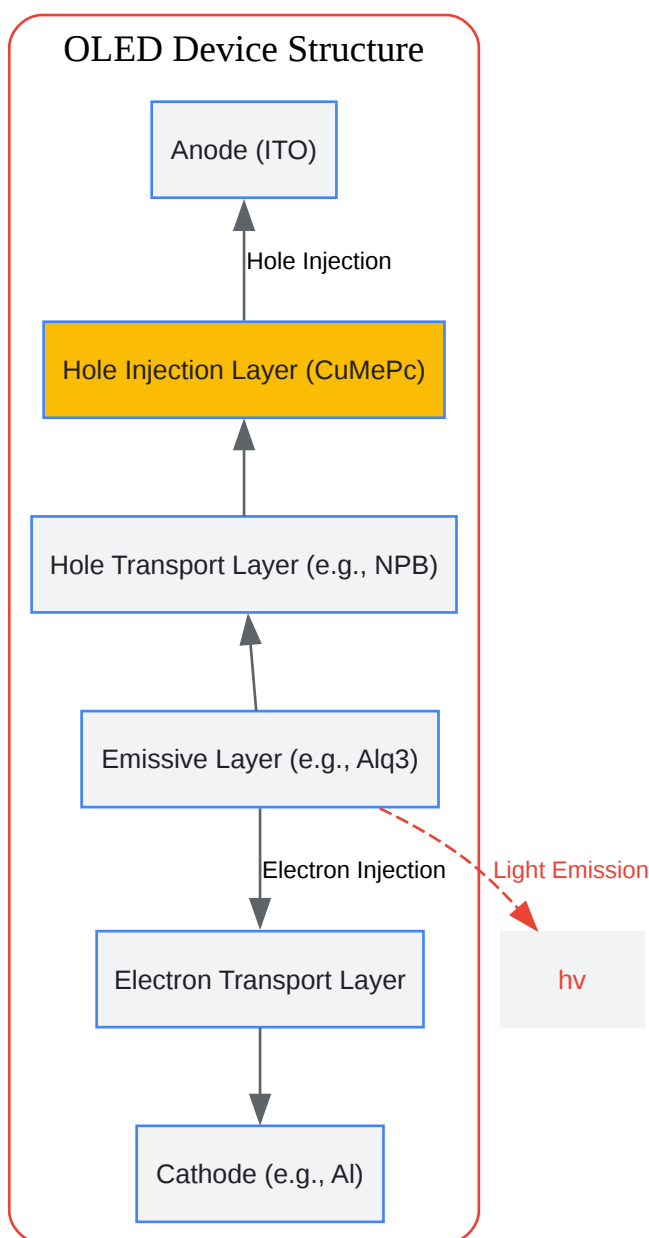 OLED Device Structure
Anode (ITO)
Hole Injection
Hole Injection Layer (CuMePc)
Hole Transport Layer (e.g., NPB)
Emissive Layer (e.g., Alq3)
Electron Injection
Light Emission
Electron Transport Layer
hv
Cathode (e.g., Al)